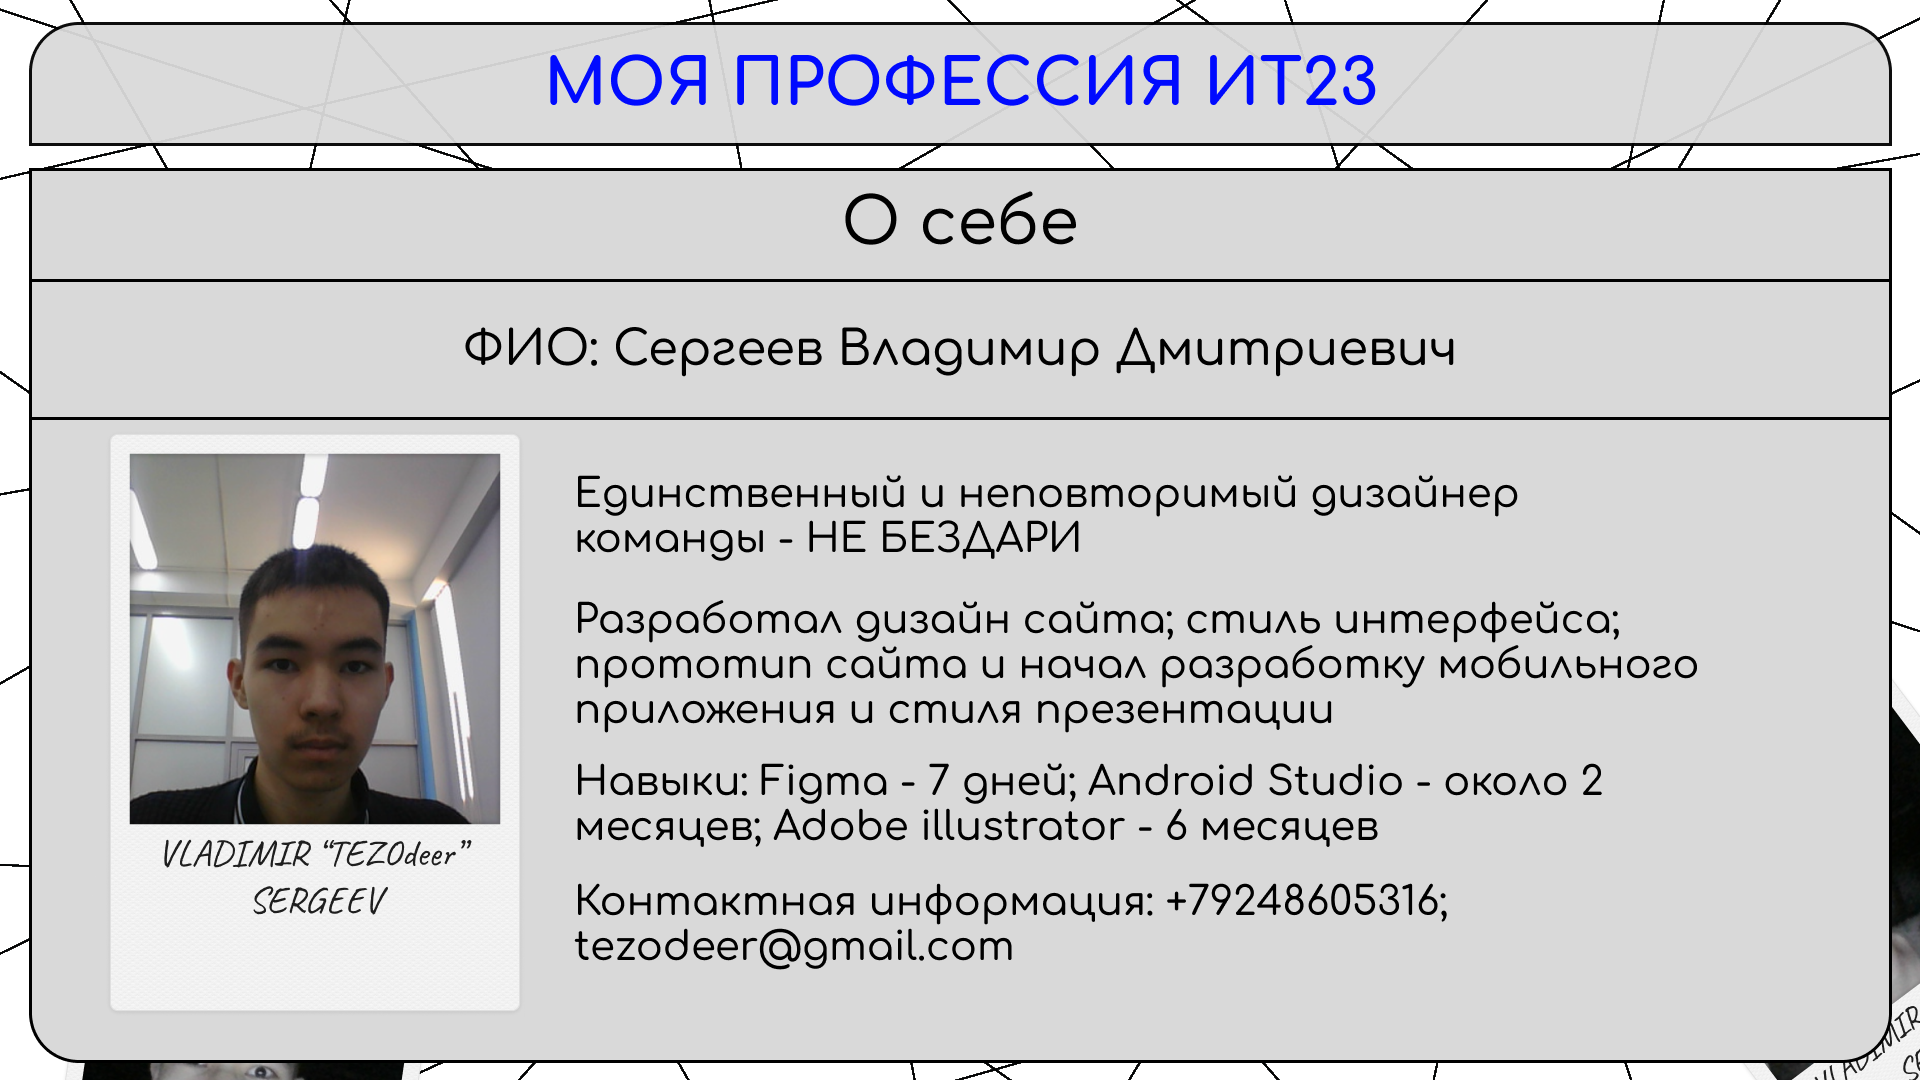 МОЯ ПРОФЕССИЯ ИТ23
О себе
ФИО: Сергеев Владимир Дмитриевич
Единственный и неповторимый дизайнер
команды - НЕ БЕЗДАРИ
Разработал дизайн сайта; стиль интерфейса;
прототип сайта и начал разработку мобильного
приложения и стиля презентации
Навыки: Figma - 7 дней; Android Studio - около 2
месяцев; Adobe illustrator - 6 месяцев
Контактная информация: +79248605316;
tezodeer@gmail.com
VLADIMIR “TEZOdeer”
SERGEEV